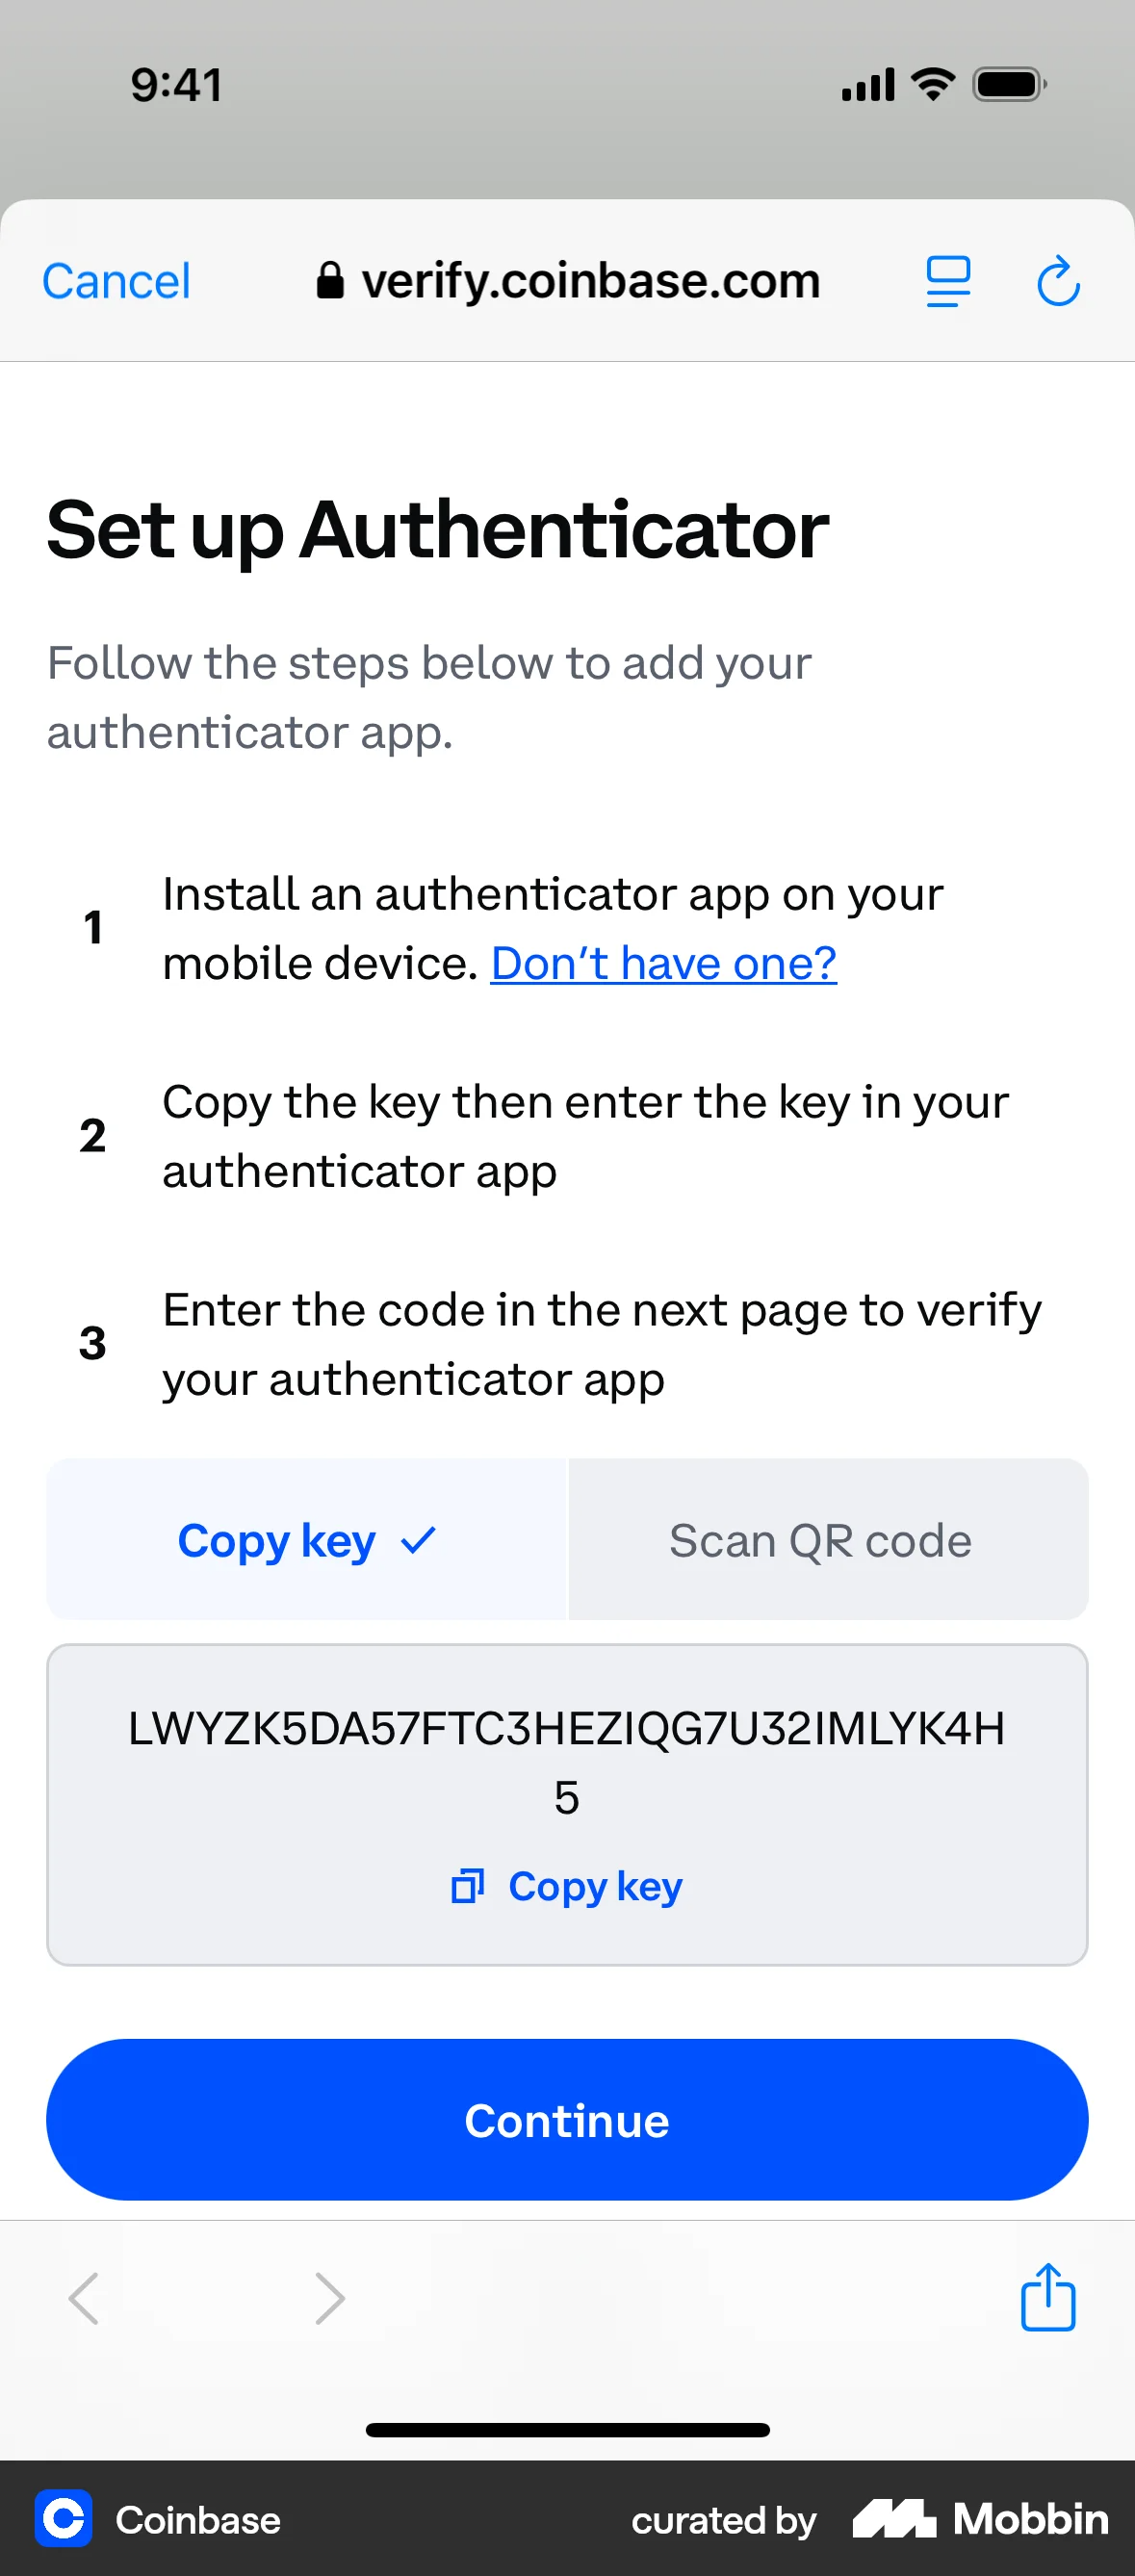 9:41
Cancel
verify.coinbase.com
Set up Authenticator
Follow the steps below to add your
authenticator app.
1
Install an authenticator app on your
mobile device. Don’t have one?
2
Copy the key then enter the key in your
authenticator app
3
Enter the code in the next page to verify
your authenticator app
Copy key
Scan QR code
LWYZK5DA57FTC3HEZIQG7U32IMLYK4H
5
Copy key
Continue
Coinbase
curated by Mobbin